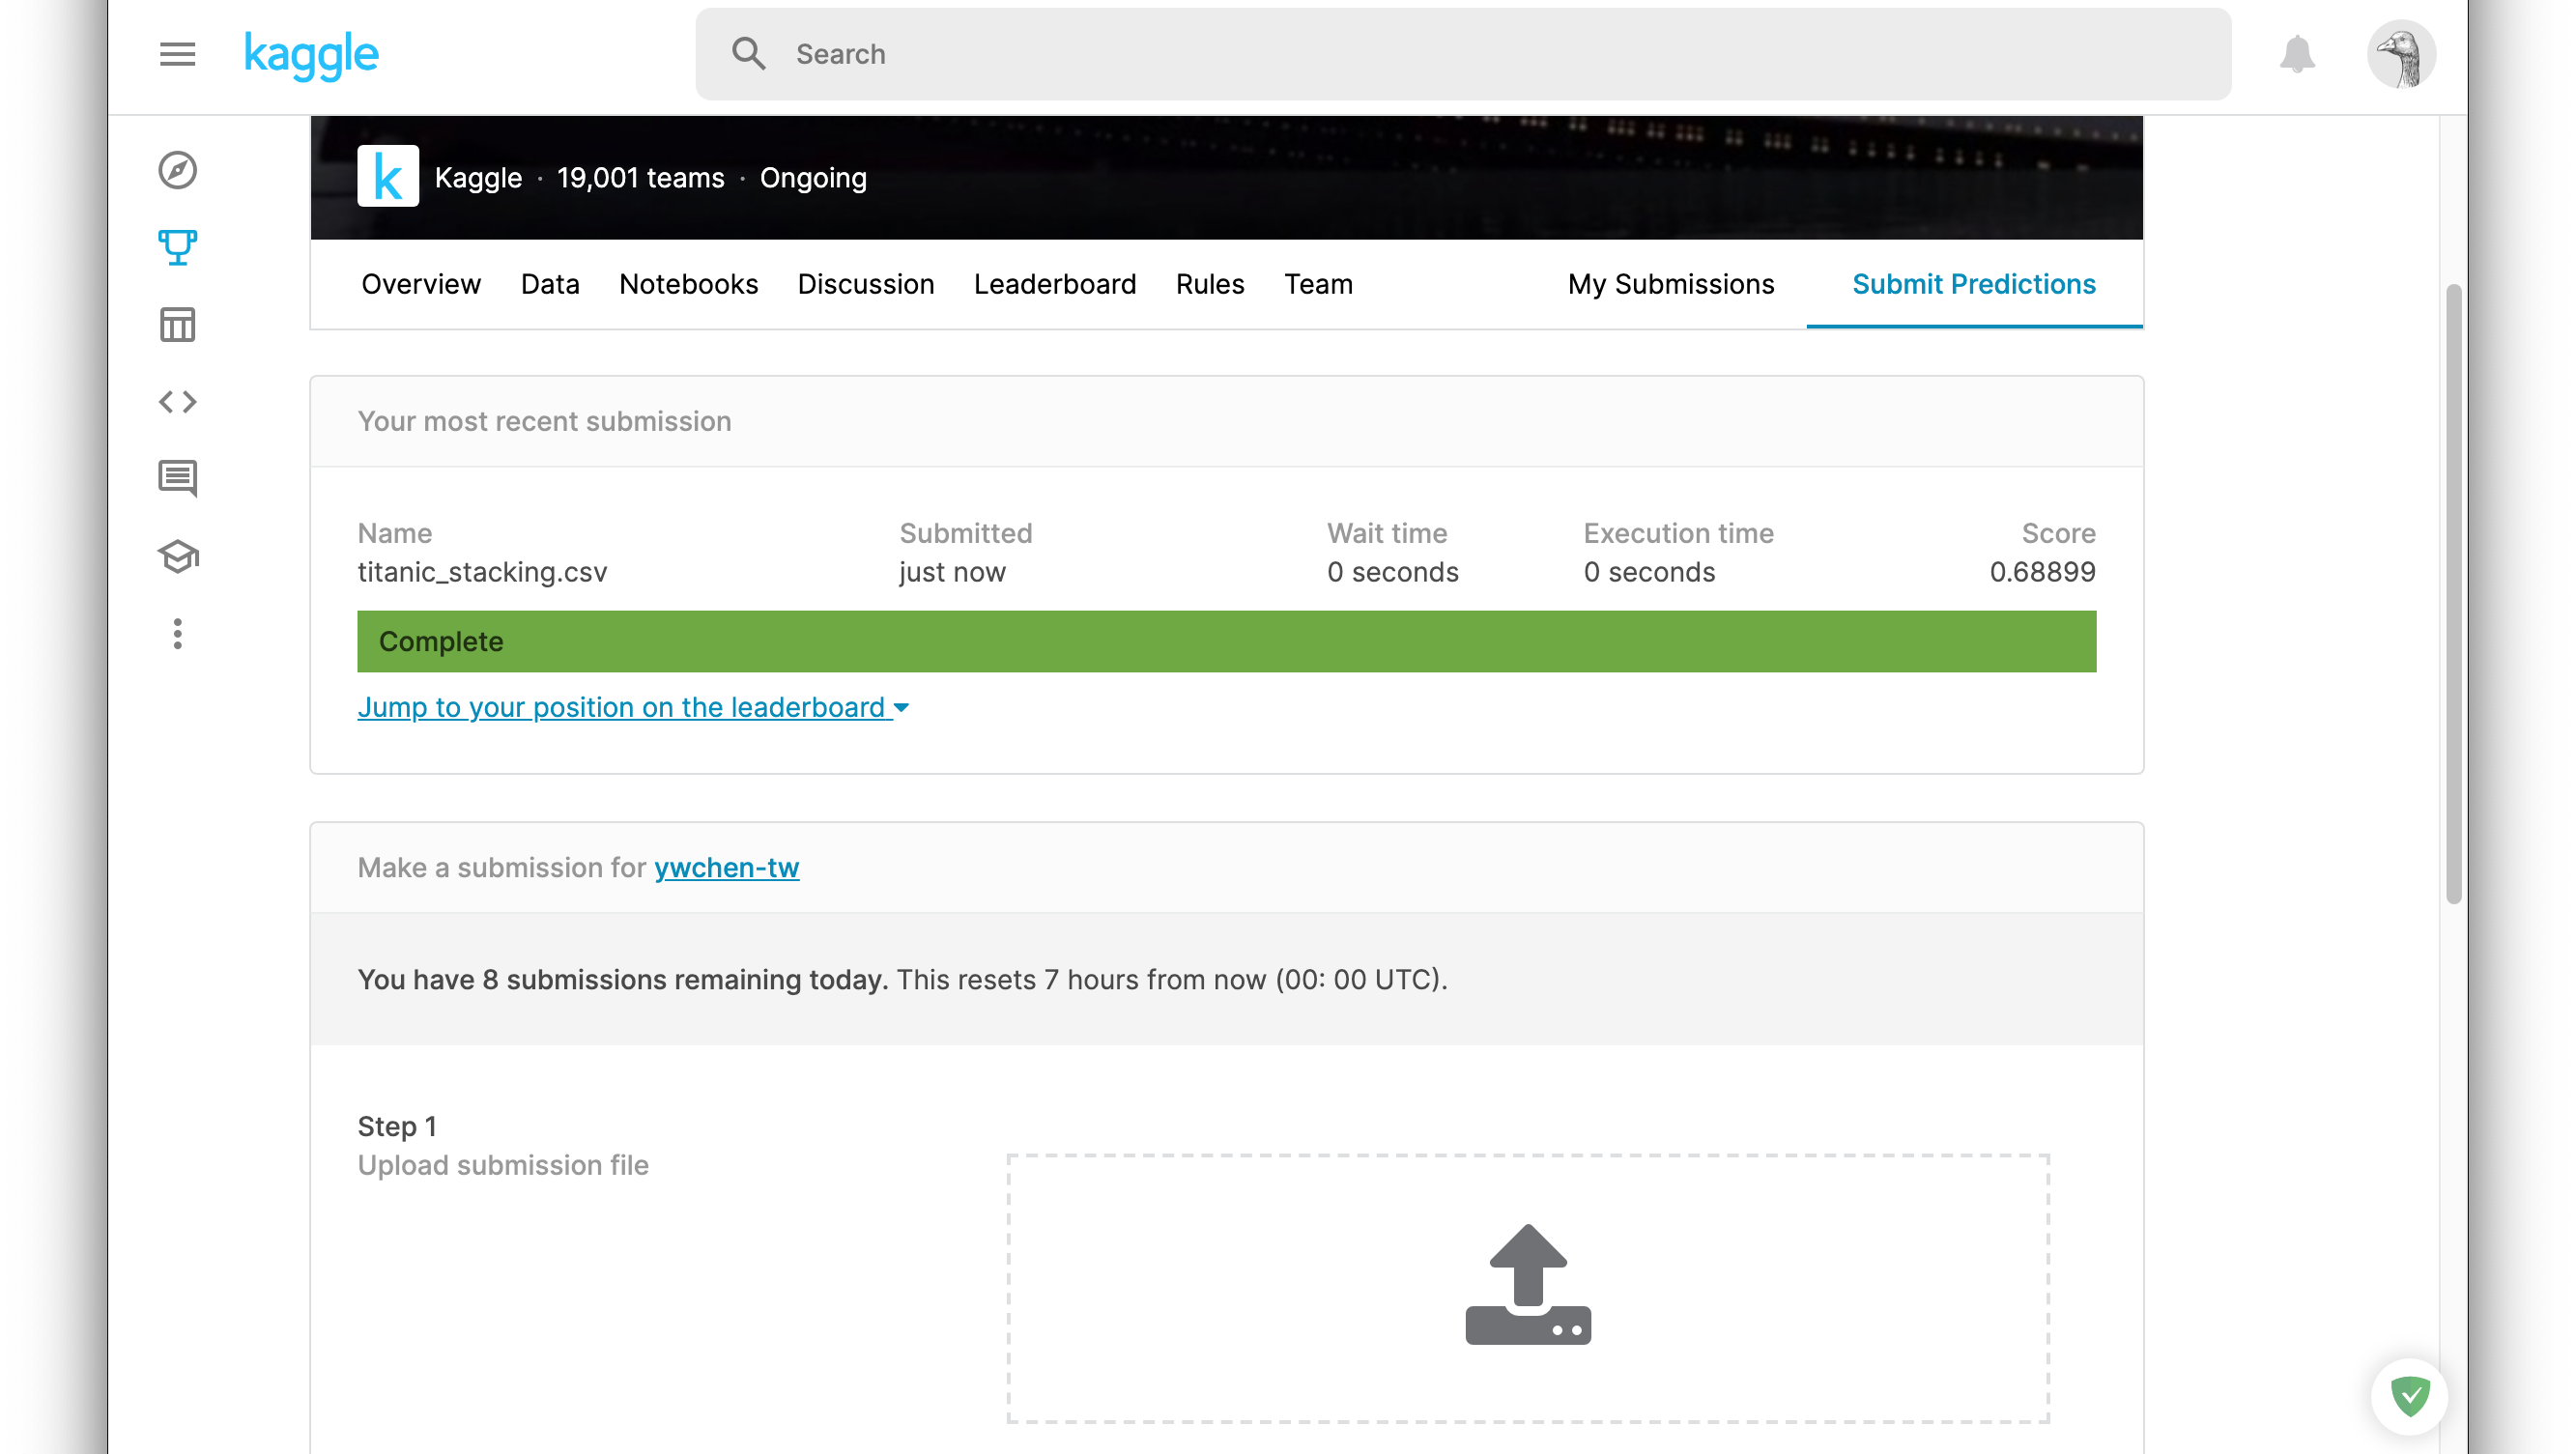 kaggle
Search
k Kaggle · 19,001 teams · Ongoing
Overview Data Notebooks Discussion Leaderboard Rules Team My Submissions Submit Predictions
Your most recent submission
Name Submitted Wait time Execution time Score
titanic_stacking.csv just now 0 seconds 0 seconds 0.68899
Complete
Jump to your position on the leaderboard
Make a submission for ywchen-tw
You have 8 submissions remaining today. This resets 7 hours from now (00: 00 UTC).
Step 1
Upload submission file